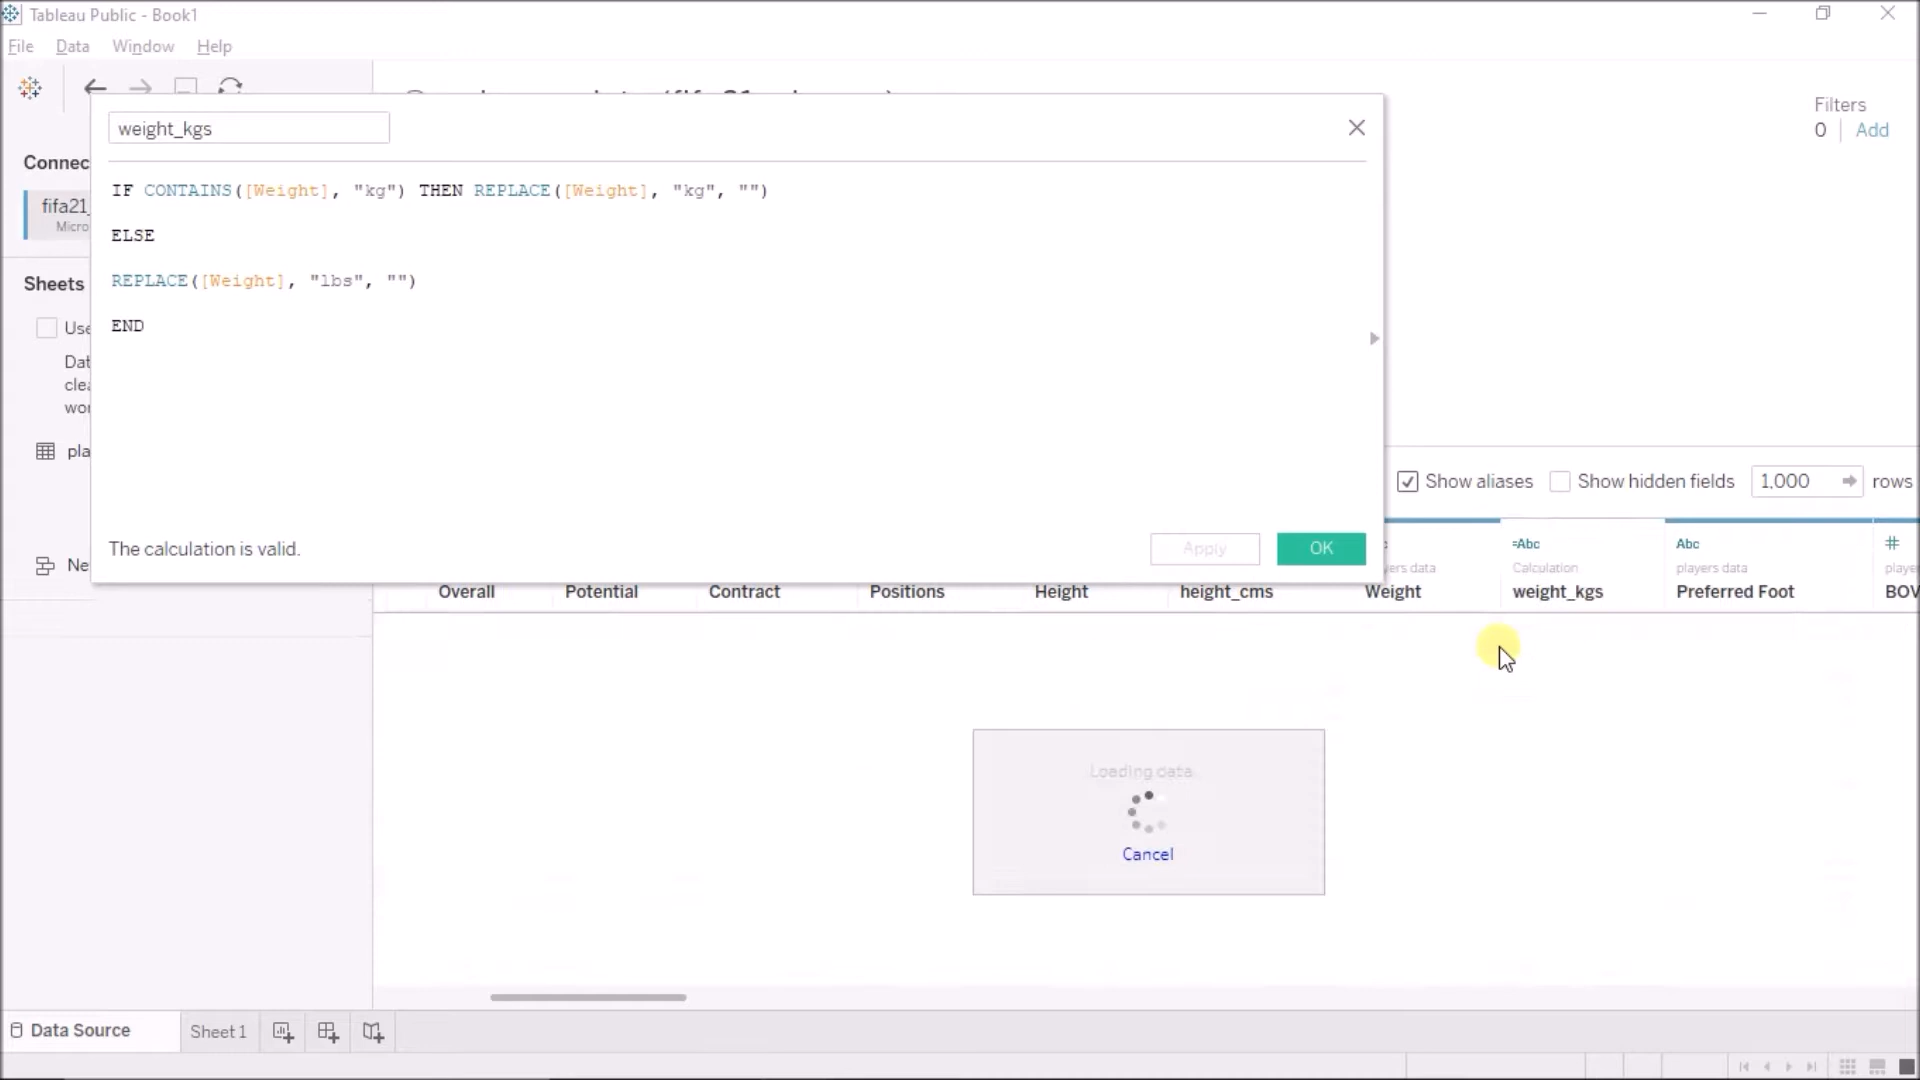 Tableau Public - Book1
File Data Window Help
Filters
0 Add
weight_kgs
Connec
fifa21_
Micro
IF CONTAINS([Weight], "kg") THEN REPLACE([Weight], "kg", "")
ELSE
REPLACE([Weight], "lbs", "")
END
Sheets
Use
Dat
clea
wor
pla
Ne
The calculation is valid.
Apply
OK
Show aliases
Show hidden fields
1,000
rows
ers data
=Abc
Calculation
Abc
players data
#
playe
Overall
Potential
Contract
Positions
Height
height_cms
Weight
weight_kgs
Preferred Foot
BOV
Loading data.
Cancel
Data Source
Sheet 1